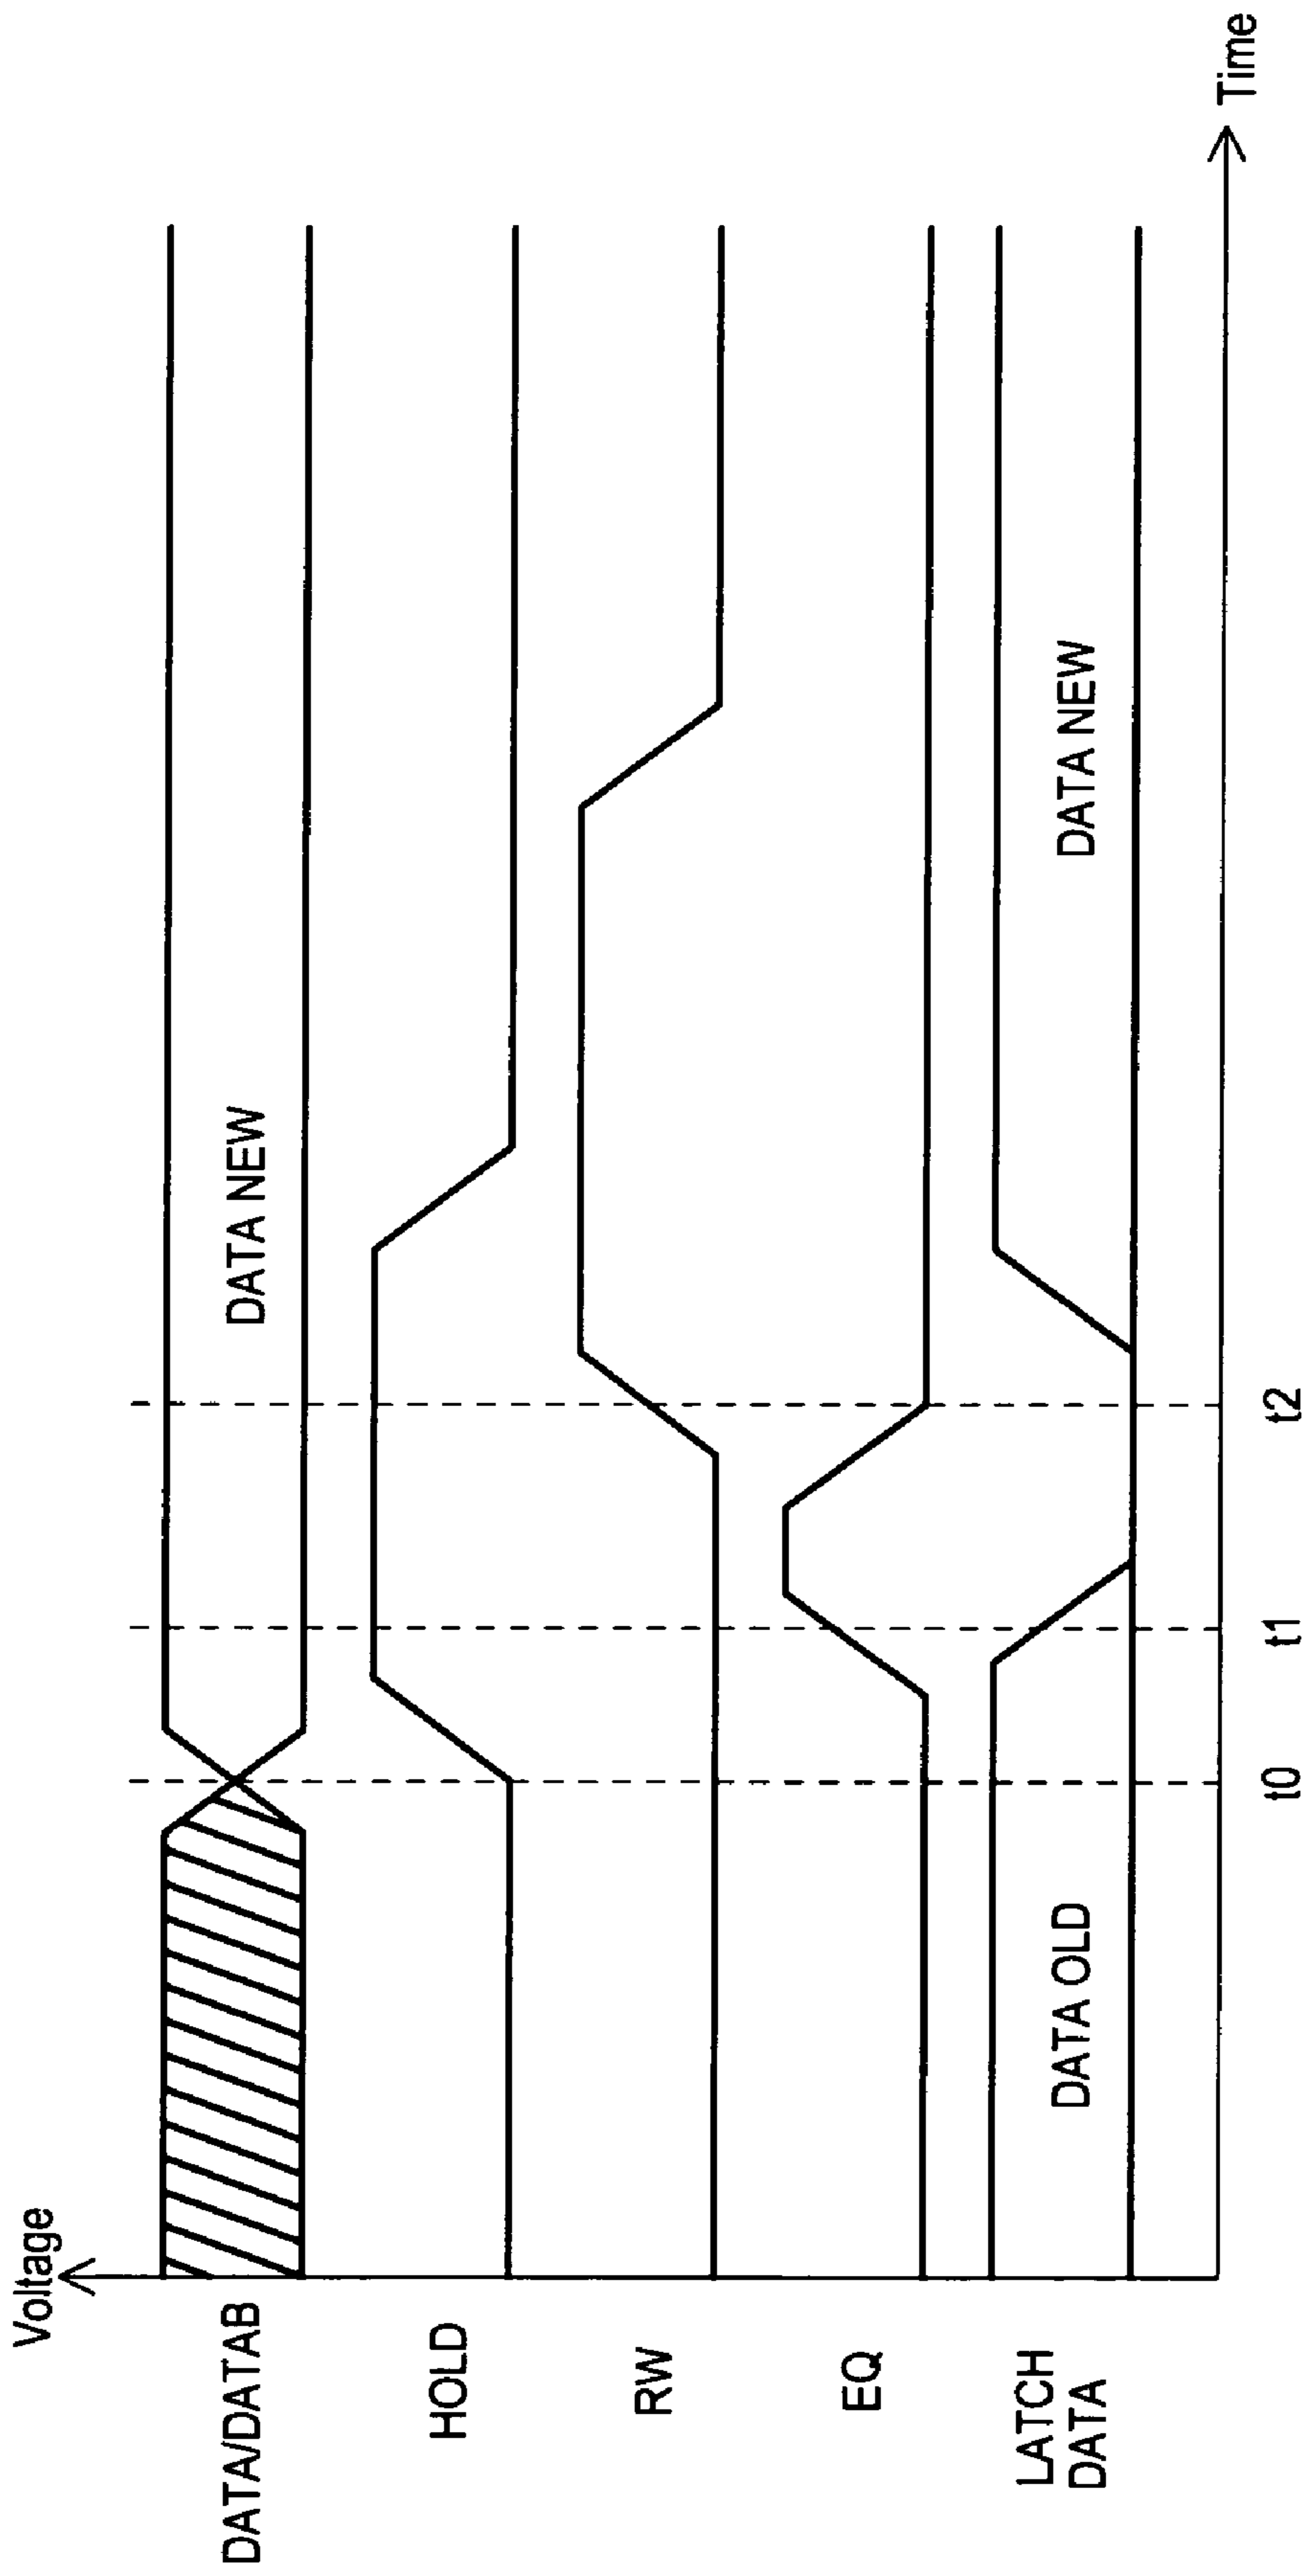 Voltage
DATA/DATAB
DATA NEW
HOLD
RW
EQ
LATCH
DATA
DATA OLD
DATA NEW
t0
t1
t2
Time